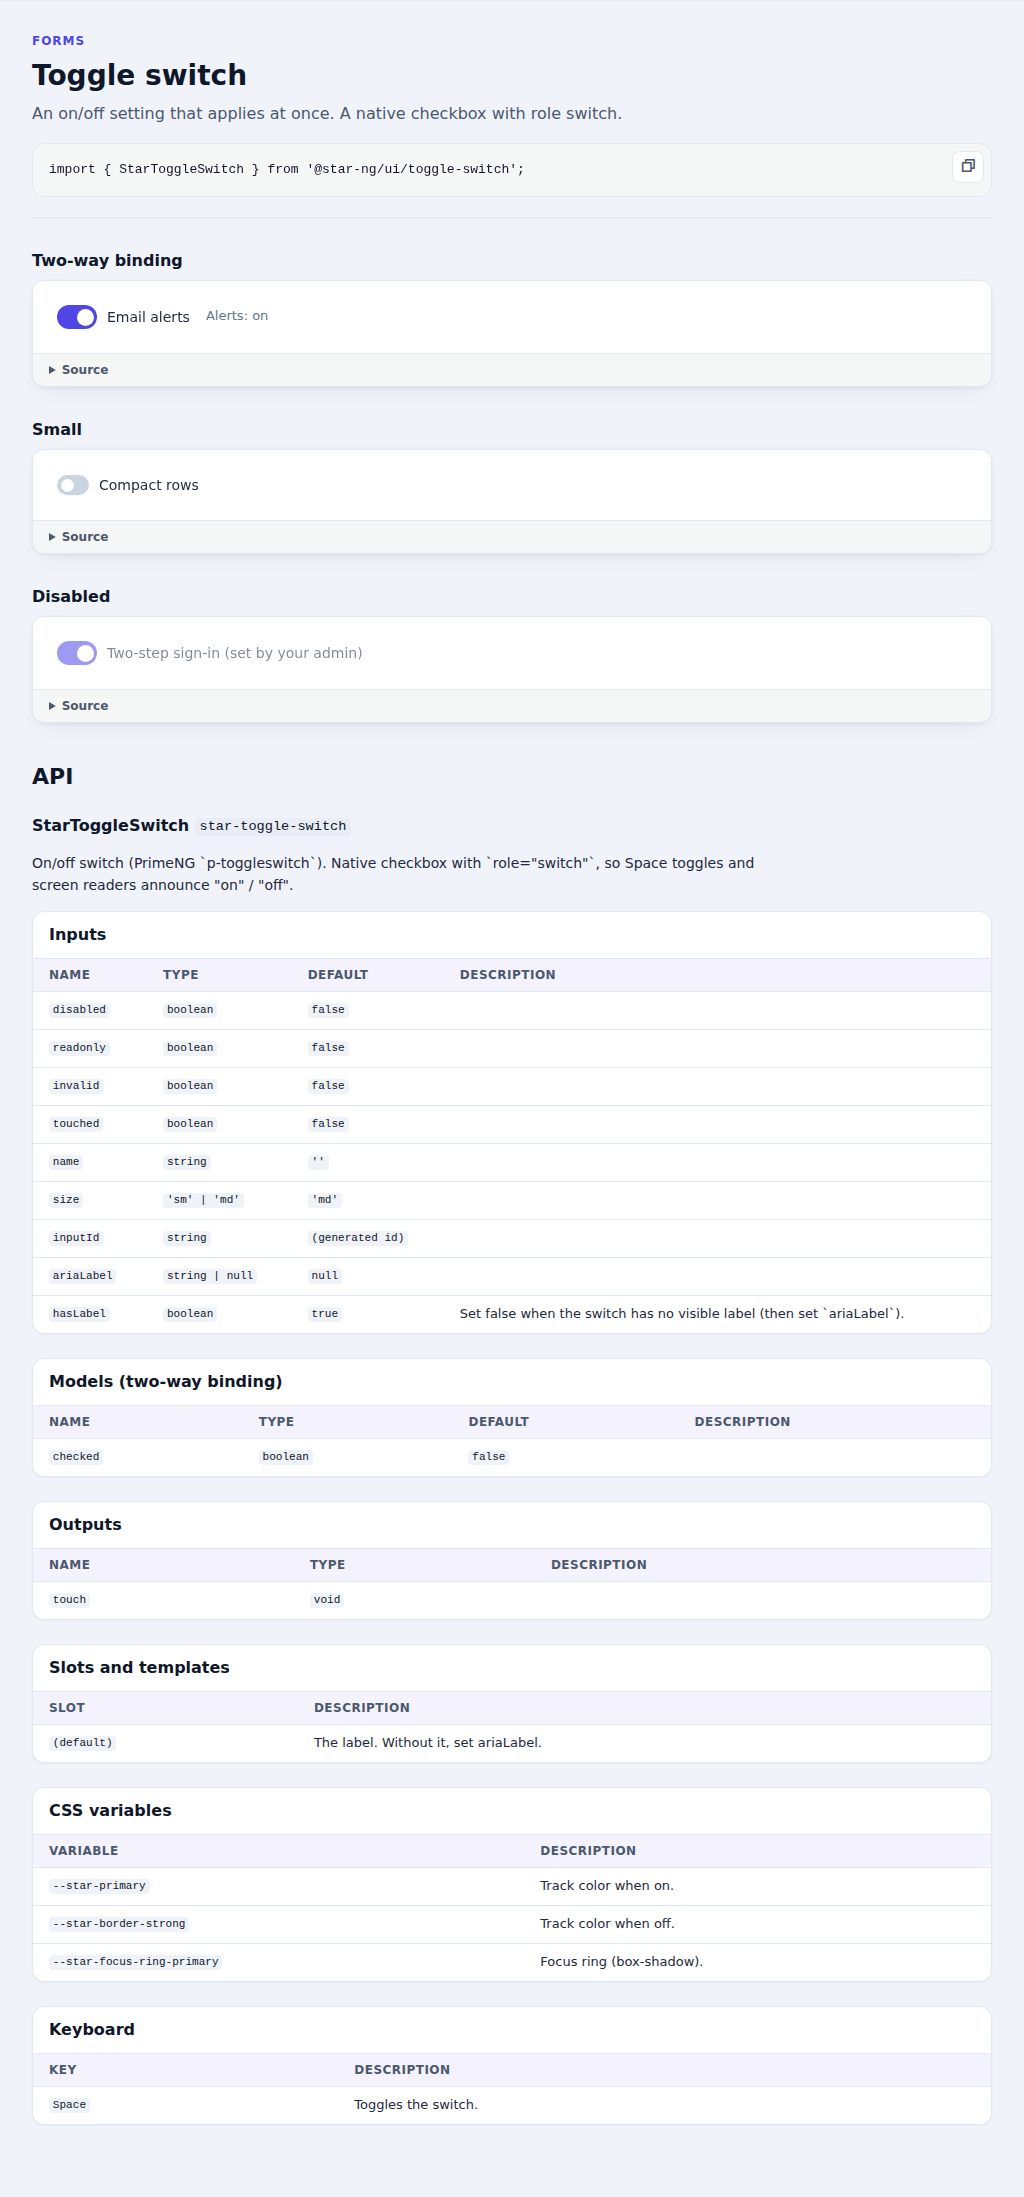 FORMS
Toggle switch
An on/off setting that applies at once. A native checkbox with role switch.
import { StarToggleSwitch } from '@star-ng/ui/toggle-switch';
Two-way binding
Email alerts Alerts: on
Source
Small
Compact rows
Source
Disabled
Two-step sign-in (set by your admin)
Source
API
StarToggleSwitch star-toggle-switch
On/off switch (PrimeNG `p-toggleswitch`). Native checkbox with `role="switch"`, so Space toggles and
screen readers announce "on" / "off".
Inputs
NAME TYPE DEFAULT DESCRIPTION
disabled boolean false
readonly boolean false
invalid boolean false
touched boolean false
name string ''
size 'sm' | 'md' 'md'
inputId string (generated id)
ariaLabel string | null null
hasLabel boolean true Set false when the switch has no visible label (then set `ariaLabel`).
Models (two-way binding)
NAME TYPE DEFAULT DESCRIPTION
checked boolean false
Outputs
NAME TYPE DESCRIPTION
touch void
Slots and templates
SLOT DESCRIPTION
(default) The label. Without it, set ariaLabel.
CSS variables
VARIABLE DESCRIPTION
--star-primary Track color when on.
--star-border-strong Track color when off.
--star-focus-ring-primary Focus ring (box-shadow).
Keyboard
KEY DESCRIPTION
Space Toggles the switch.